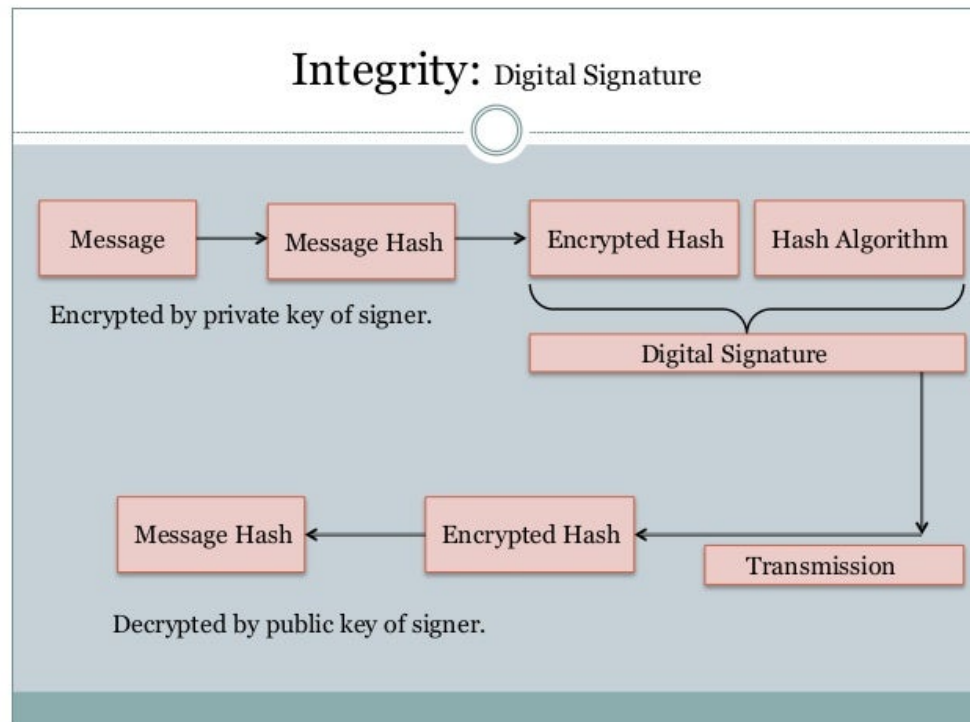 Integrity: Digital Signature
Message
Message Hash
Encrypted Hash
Hash Algorithm
Encrypted by private key of signer.
Digital Signature
Message Hash
Encrypted Hash
Transmission
Decrypted by public key of signer.